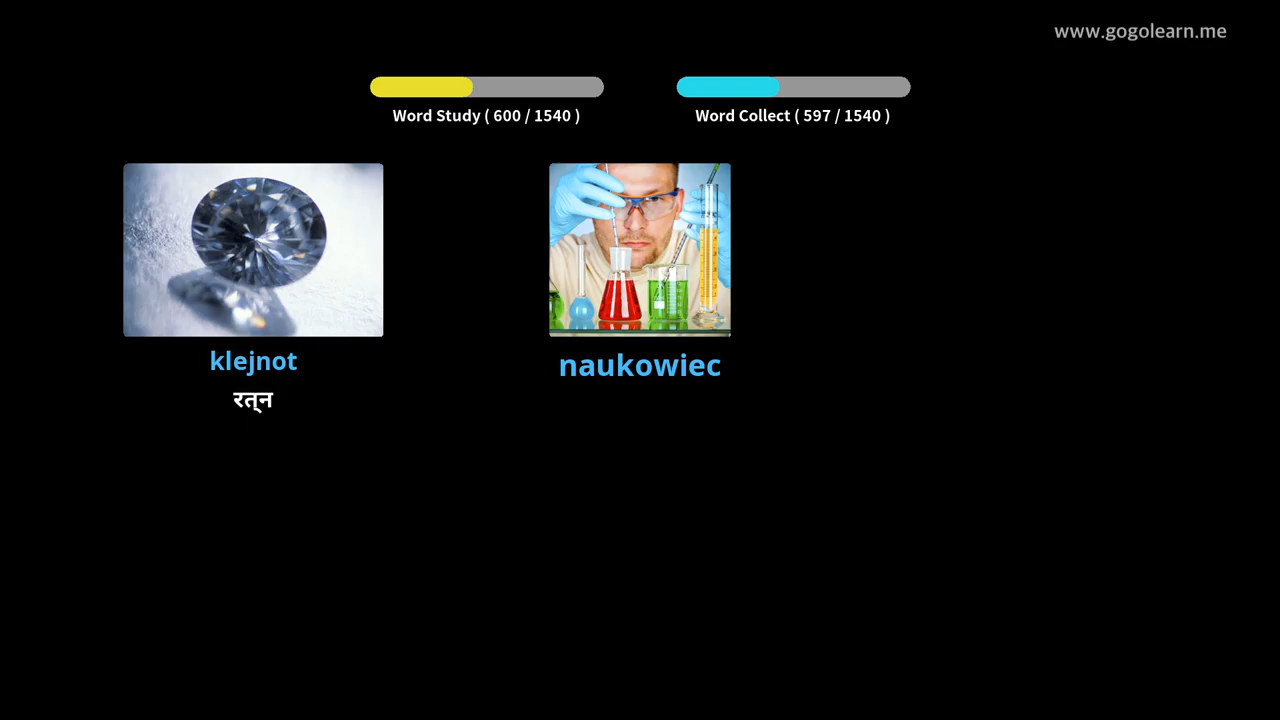 www.gogolearn.me
Word Study ( 600 / 1540 )
Word Collect ( 597 / 1540 )
klejnot
रत्‌न
naukowiec